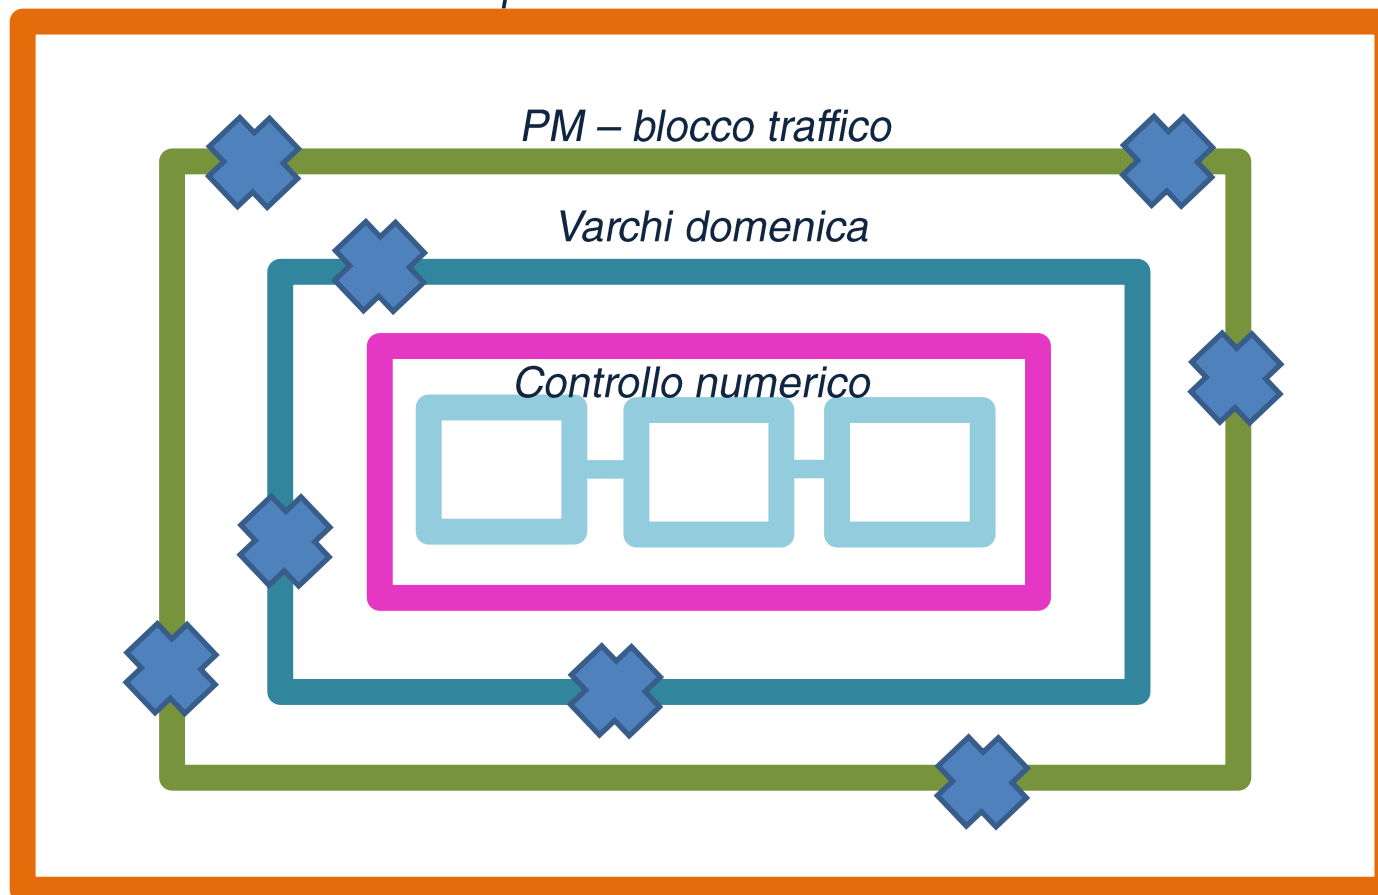 PM – blocco traffico
Varchi domenica
Controllo numerico